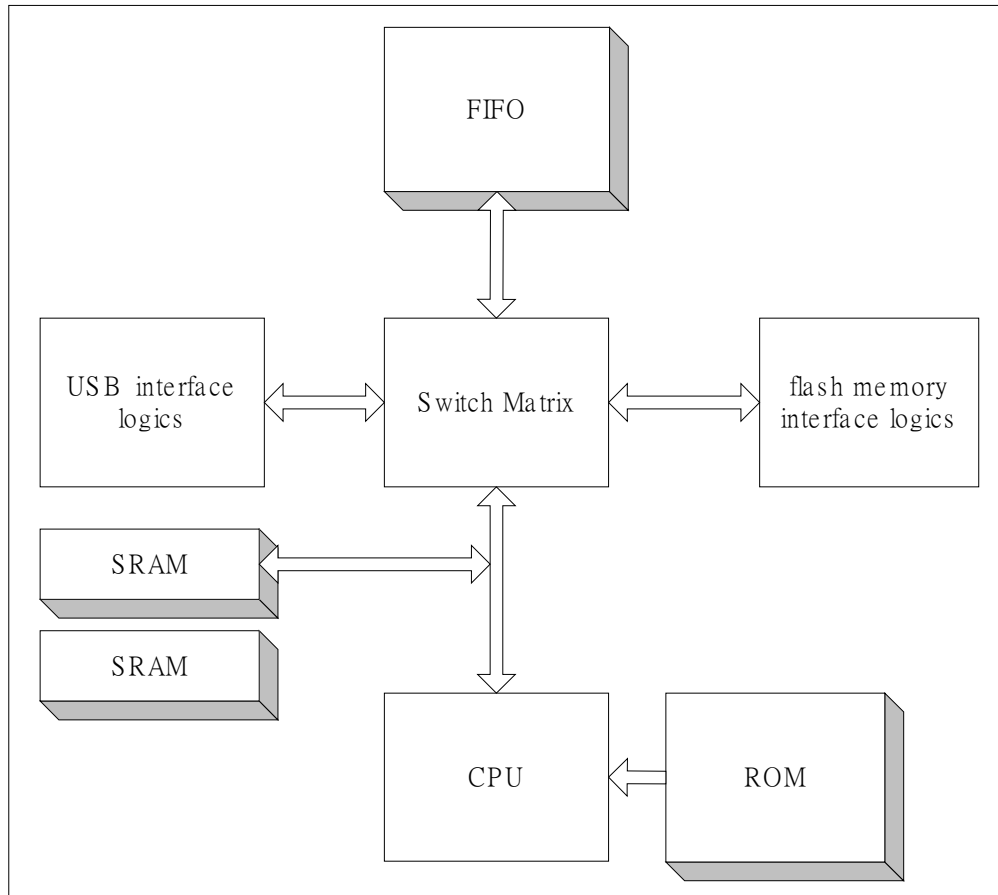 FIFO
USB interface
logics
Switch Matrix
flash memory
interface logics
SRAM
SRAM
CPU
ROM